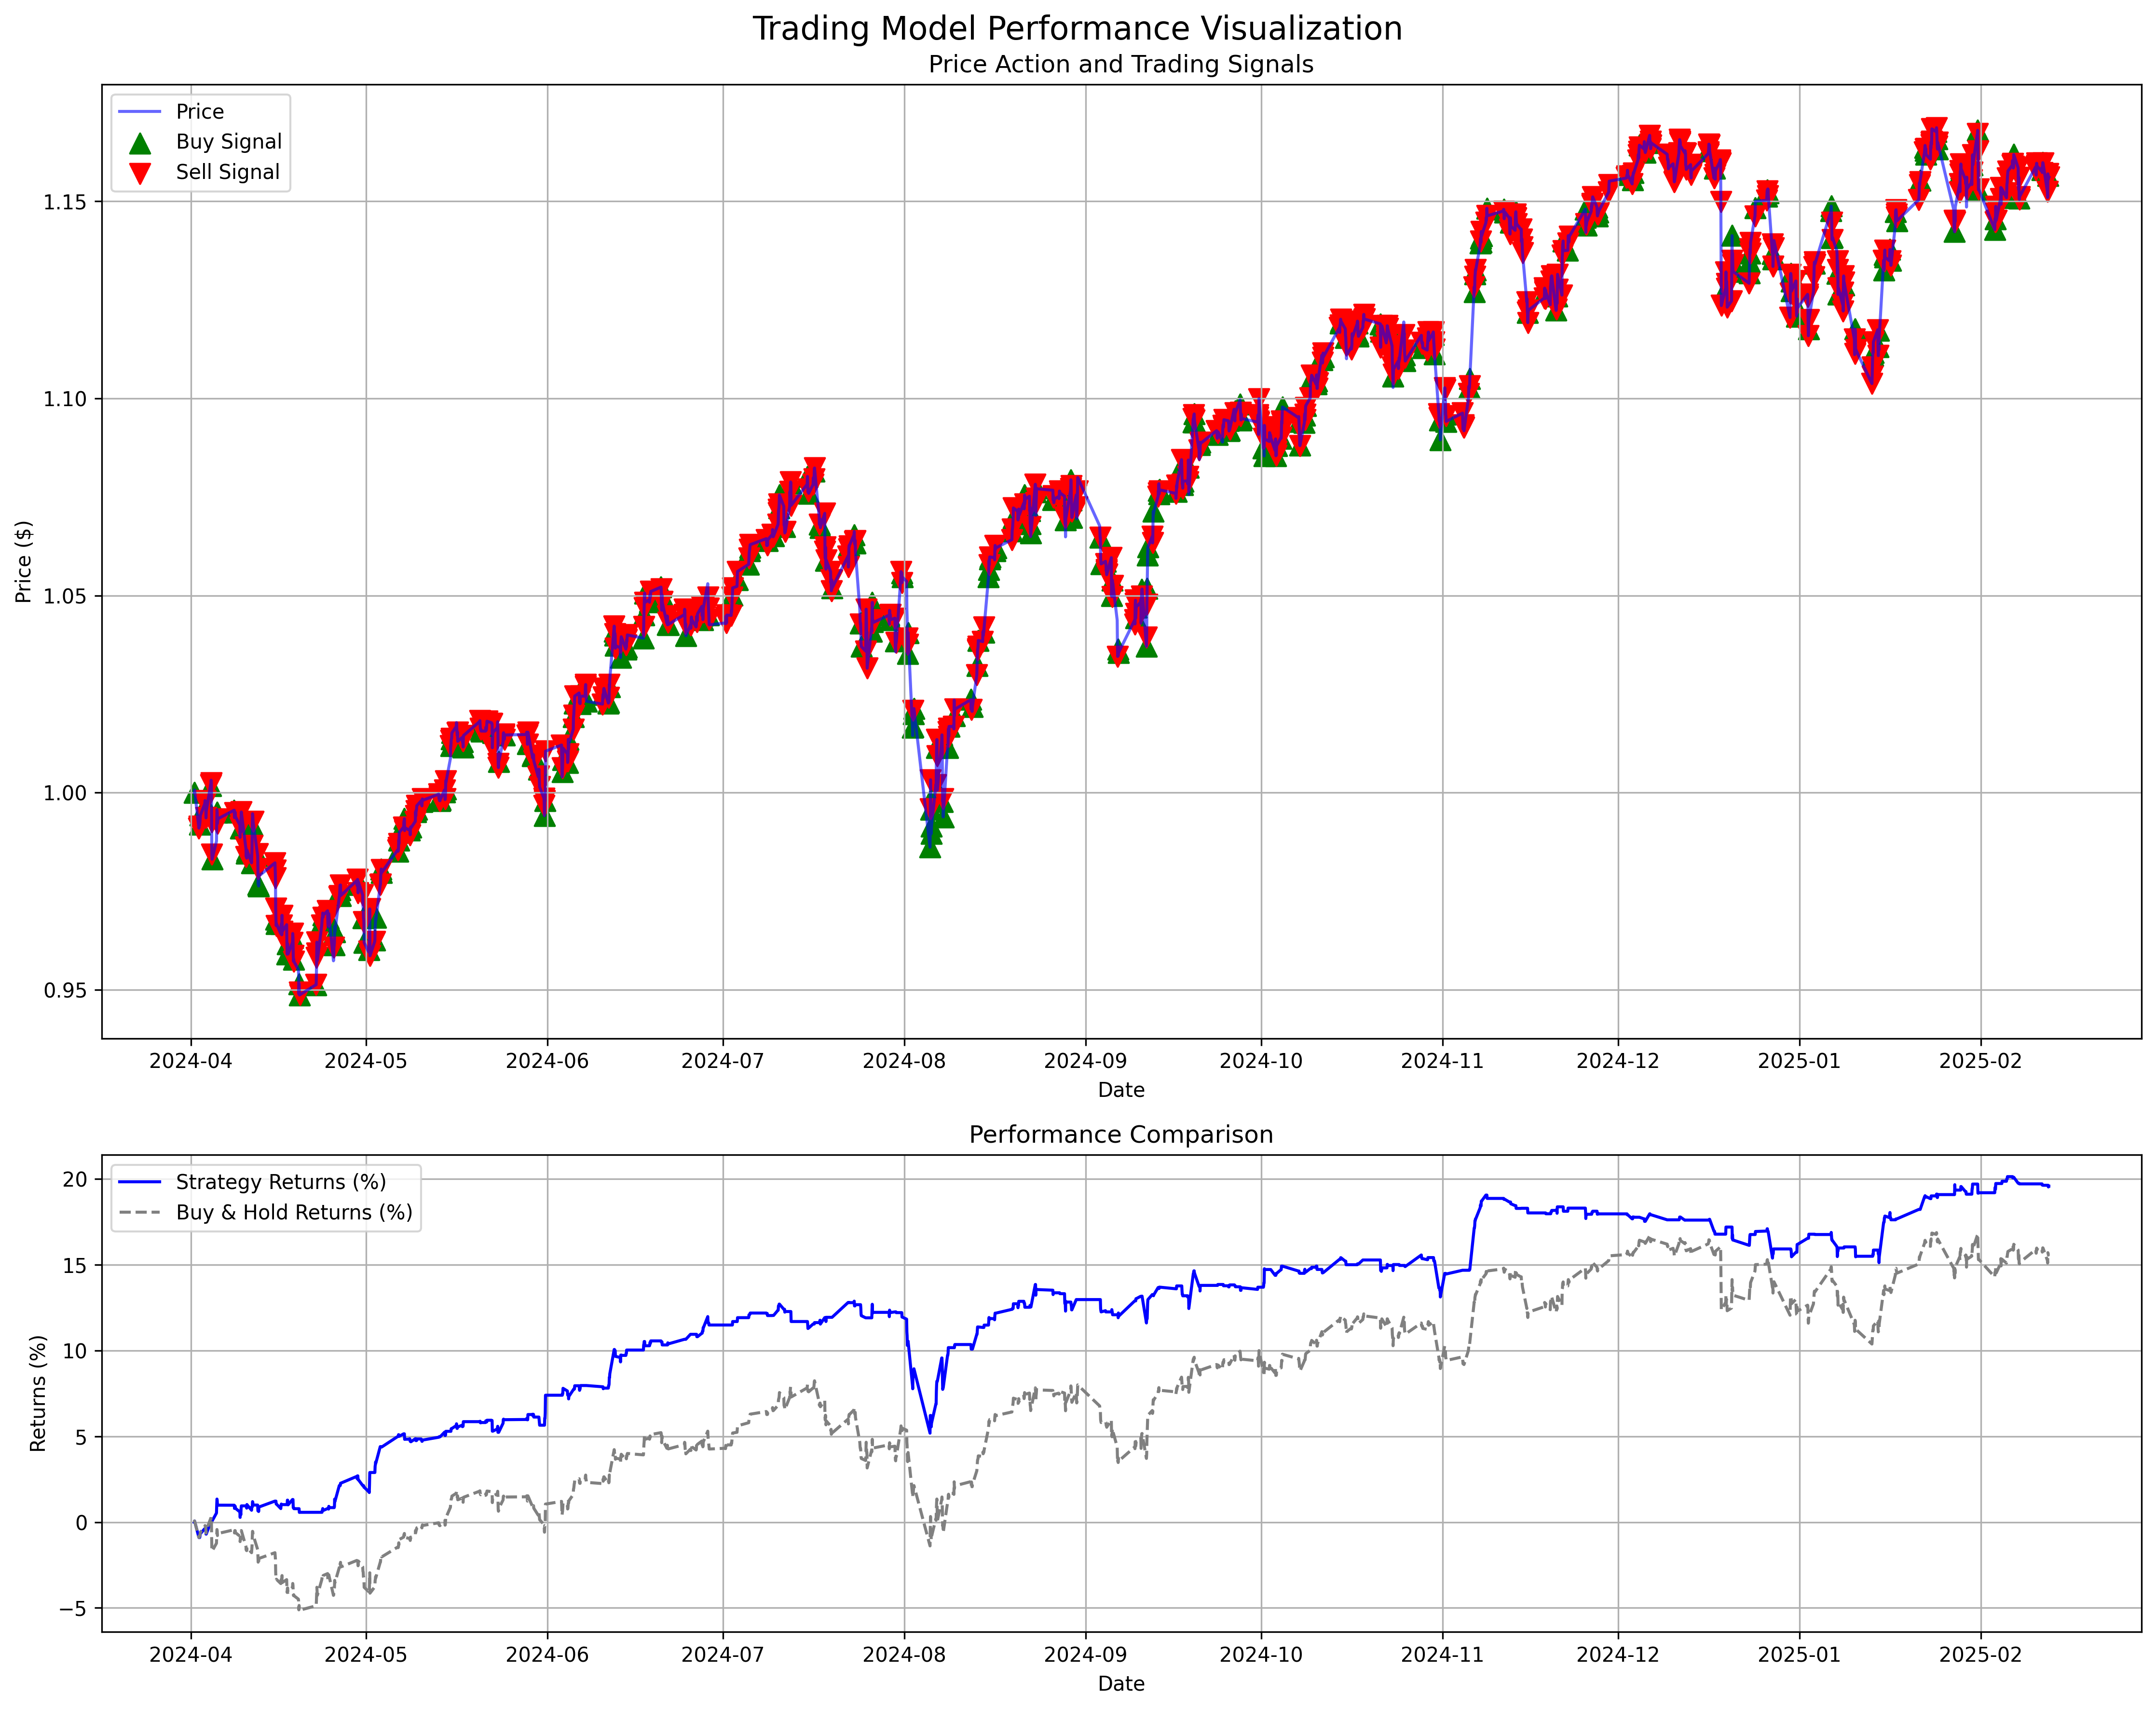 Trading Model Performance Visualization
Price Action and Trading Signals
Price
Buy Signal
Sell Signal
Price ($)
1.15
1.10
1.05
1.00
0.95
2024-04 2024-05 2024-06 2024-07 2024-08 2024-09 2024-10 2024-11 2024-12 2025-01 2025-02
Date
Performance Comparison
Strategy Returns (%)
Buy & Hold Returns (%)
Returns (%)
20
15
10
5
0
−5
2024-04 2024-05 2024-06 2024-07 2024-08 2024-09 2024-10 2024-11 2024-12 2025-01 2025-02
Date